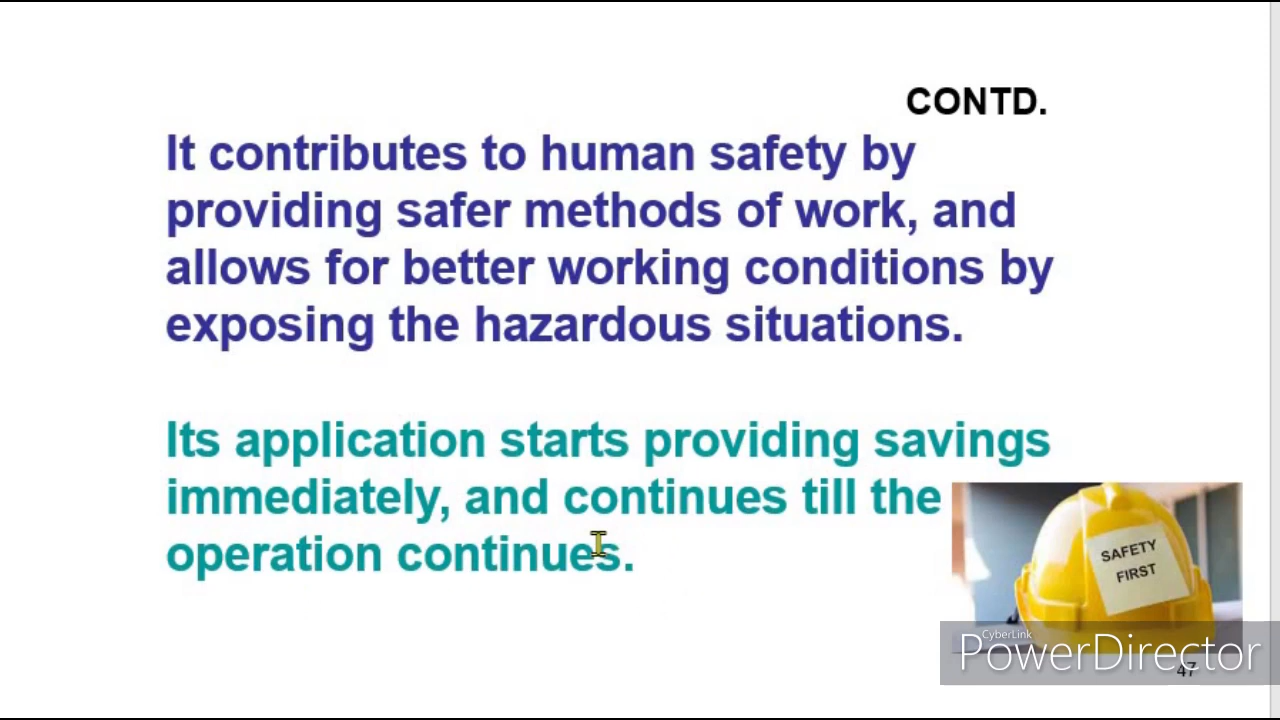 CONTD.
It contributes to human safety by
providing safer methods of work, and
allows for better working conditions by
exposing the hazardous situations.
Its application starts providing savings
immediately, and continues till the
operation continues.
SAFETY
FIRST
CyberLink
PowerDirector
47